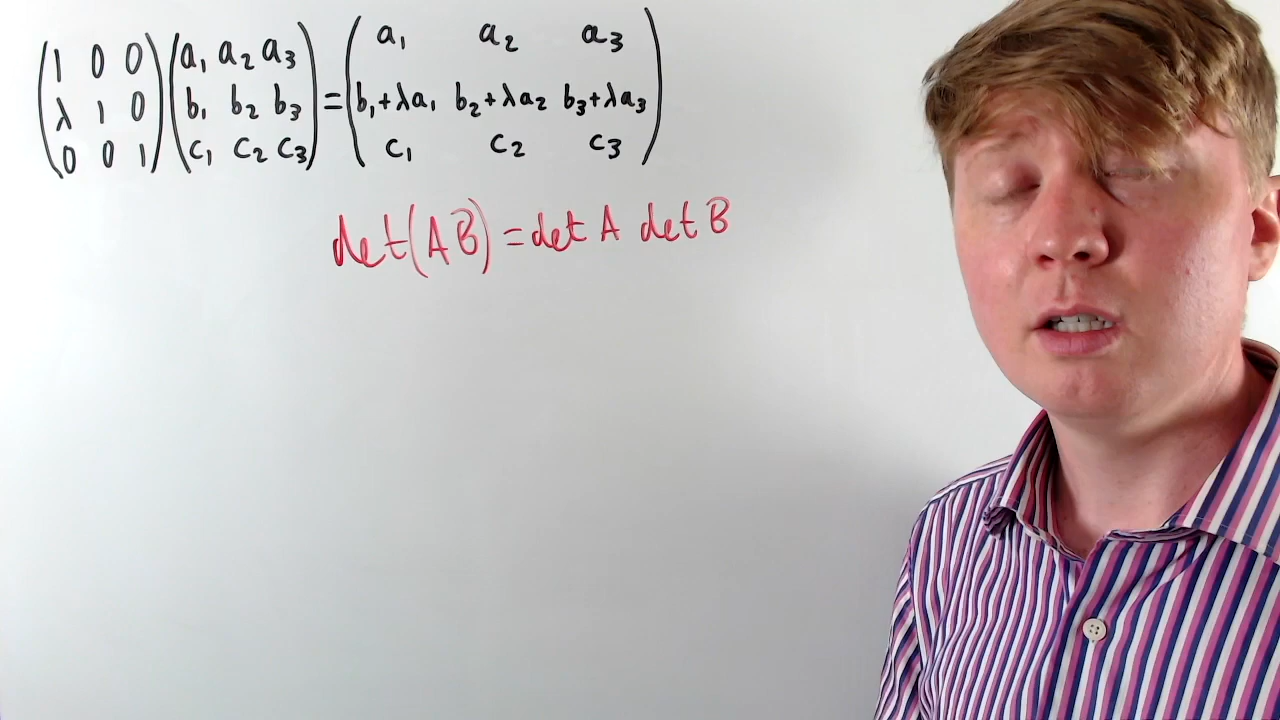 (1 0 0) (a₁ a₂ a₃) = (a₁ a₂ a₃)
(λ 1 0) (b₁ b₂ b₃) = (b₁+λa₁ b₂+λa₂ b₃+λa₃)
(0 0 1) (c₁ c₂ c₃) (c₁ c₂ c₃)
det(AB) = det A det B